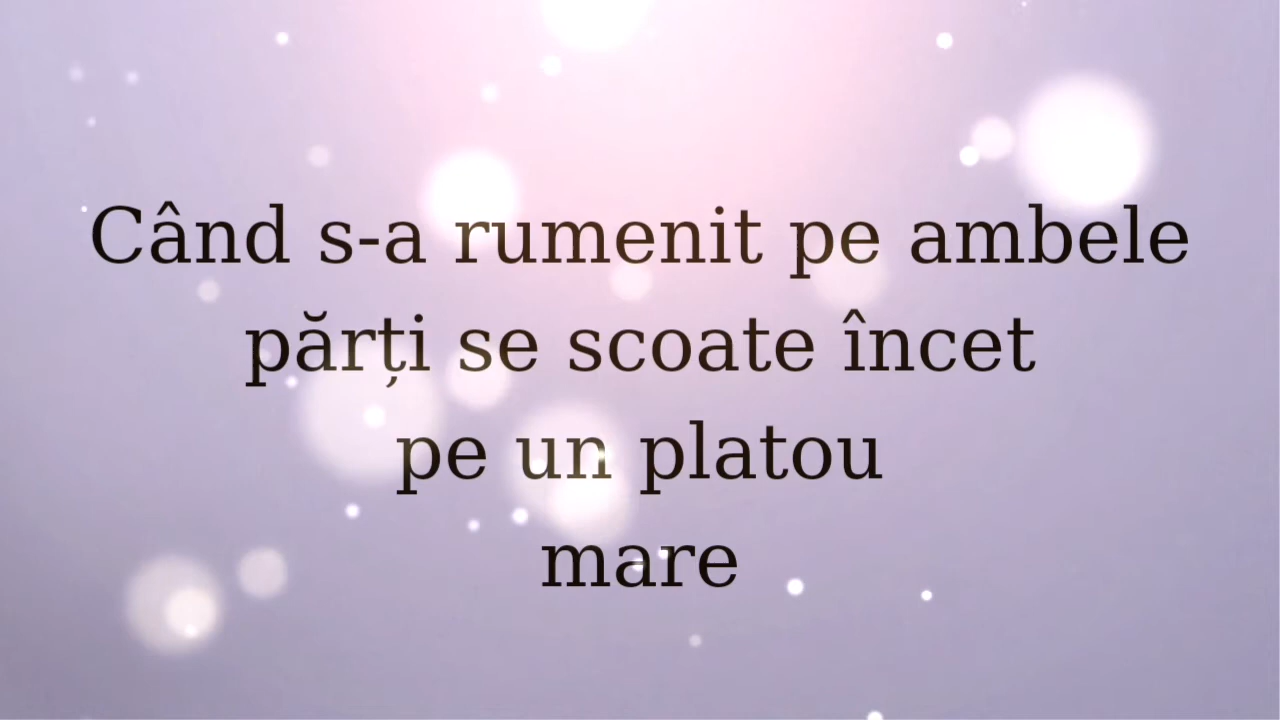 Când s-a rumenit pe ambele
părți se scoate încet
pe un platou
mare